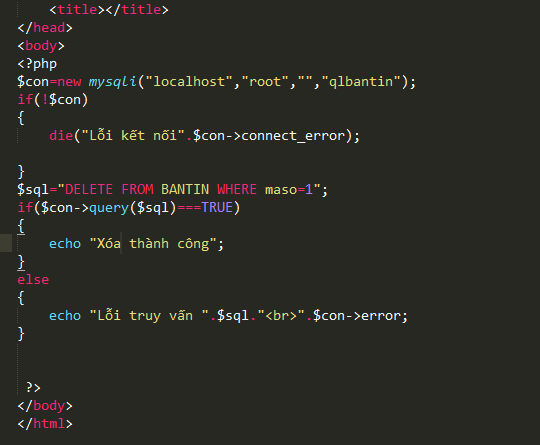 <title></title>
</head>
<body>
<?php
$con=new mysqli("localhost","root","","qlbantin");
if(!$con)
{
die("Lỗi kết nối".$con->connect_error);
}
$sql="DELETE FROM BANTIN WHERE maso=1";
if($con->query($sql)===TRUE)
{
echo "Xóa thành công";
}
else
{
echo "Lỗi truy vấn ".$sql."<br>".$con->error;
}
?>
</body>
</html>